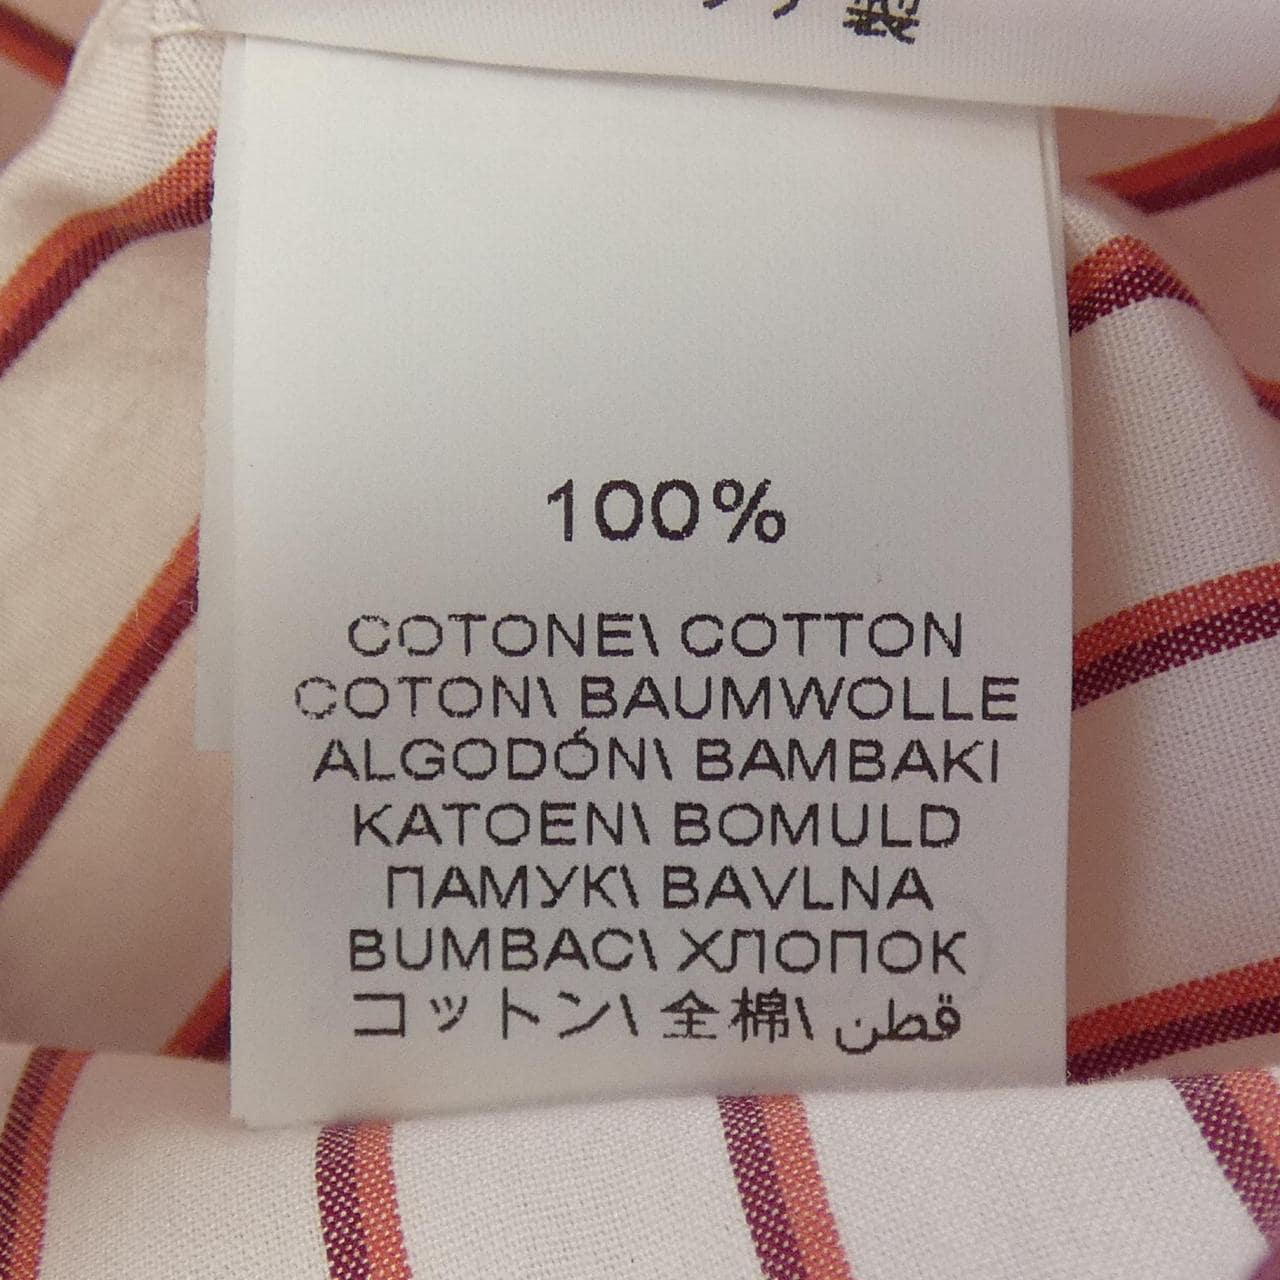 製
100%
COTONE\ COTTON
COTON\ BAUMWOLLE
ALGODÓN\ BAMBAKI
KATOEN\ BOMULD
ПАМУК\ BAVLNA
BUMBAC\ ХЛОПОК
コットン\ 全棉\ قطن